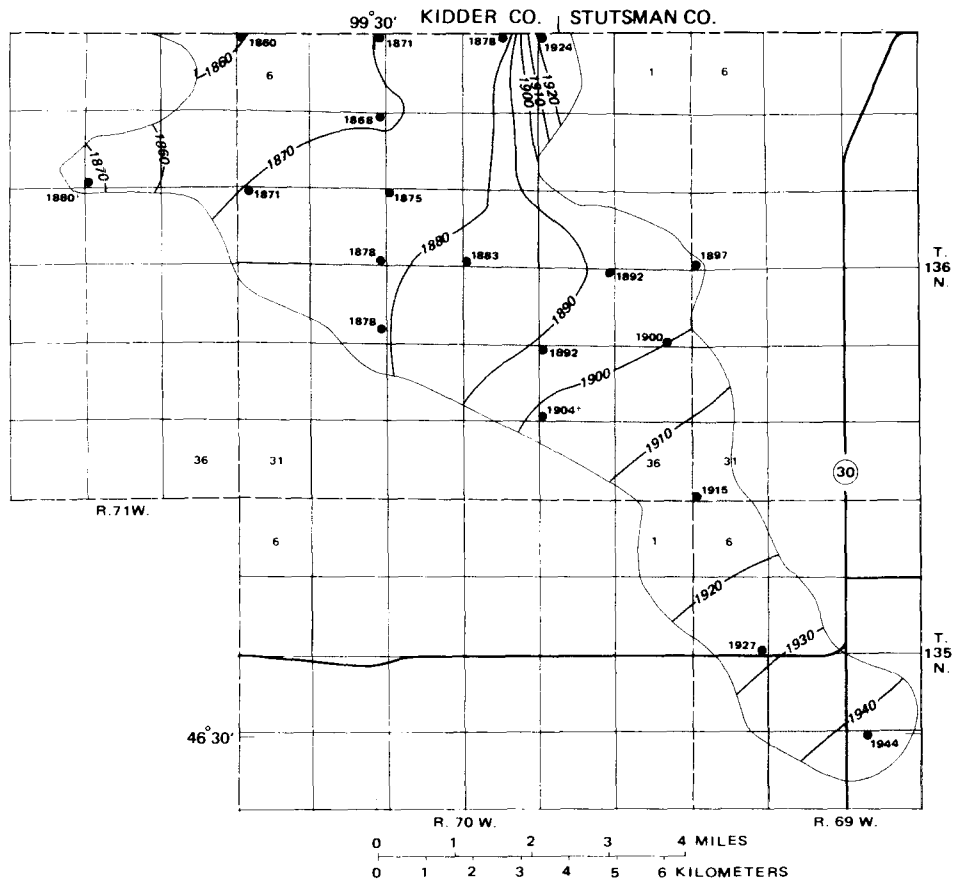 99°30′ KIDDER CO. STUTSMAN CO.
1860 1871 1878 1924
1860 6 1900 1910 1920 1 6
1868
1870 1860 1870
1860 1871 1875
1880 1878 1883 1892 1897
T. 136 N.
1890
1878 1892 1900
1900
1904+
1910
36 31 36 31 30
1915
R.71W.
6 1 6
1920
1927 1930
T. 135 N.
1940
46°30′ 1944
R. 70 W. R. 69 W.
0 1 2 3 4 MILES
0 1 2 3 4 5 6 KILOMETERS